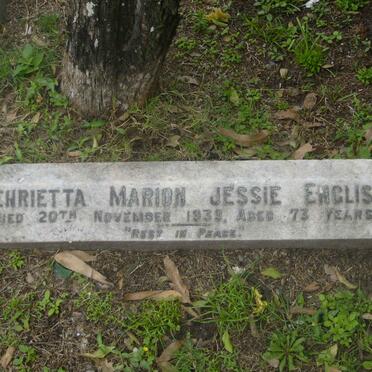 ENRIETTA MARION JESSIE ENGLIS
IED 20TH NOVEMBER 1939, AGED 73 YEARS
"REST IN PEACE."